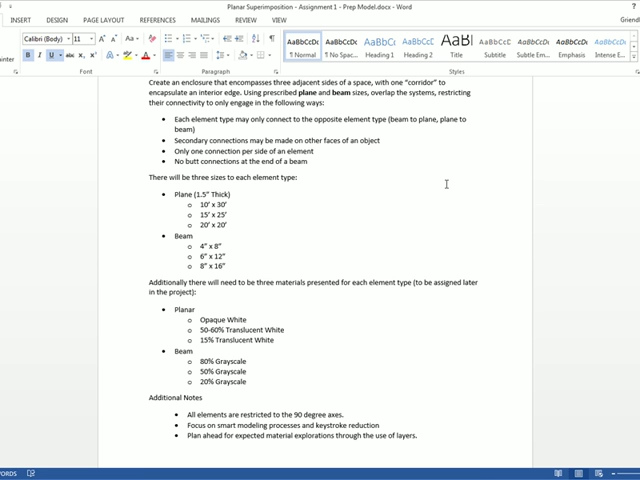 Planar Superimposition - Assignment 1 - Prep Model.docx - Word
INSERT DESIGN PAGE LAYOUT REFERENCES MAILINGS REVIEW VIEW
Calibri (Body) 11
Painter
B I U abc x₂ x²
Font Paragraph Styles
AaBbCcDc AaBbCcDc AaBbC AaBbCcC AaBl AaBbCcC AaBbCcDc AaBbCcDc AaBbCcDc
¶ Normal ¶ No Spac... Heading 1 Heading 2 Title Subtitle Subtle Em... Emphasis Intense E...
Create an enclosure that encompasses three adjacent sides of a space, with one “corridor” to
encapsulate an interior edge. Using prescribed plane and beam sizes, overlap the systems, restricting
their connectivity to only engage in the following ways:
• Each element type may only connect to the opposite element type (beam to plane, plane to
beam)
• Secondary connections may be made on other faces of an object
• Only one connection per side of an element
• No butt connections at the end of a beam
There will be three sizes to each element type:
• Plane (1.5” Thick)
o 10’ x 30’
o 15’ x 25’
o 20’ x 20’
• Beam
o 4” x 8”
o 6” x 12”
o 8” x 16”
Additionally there will need to be three materials presented for each element type (to be assigned later
in the project):
• Planar
o Opaque White
o 50-60% Translucent White
o 15% Translucent White
• Beam
o 80% Grayscale
o 50% Grayscale
o 20% Grayscale
Additional Notes
• All elements are restricted to the 90 degree axes.
• Focus on smart modeling processes and keystroke reduction
• Plan ahead for expected material explorations through the use of layers.